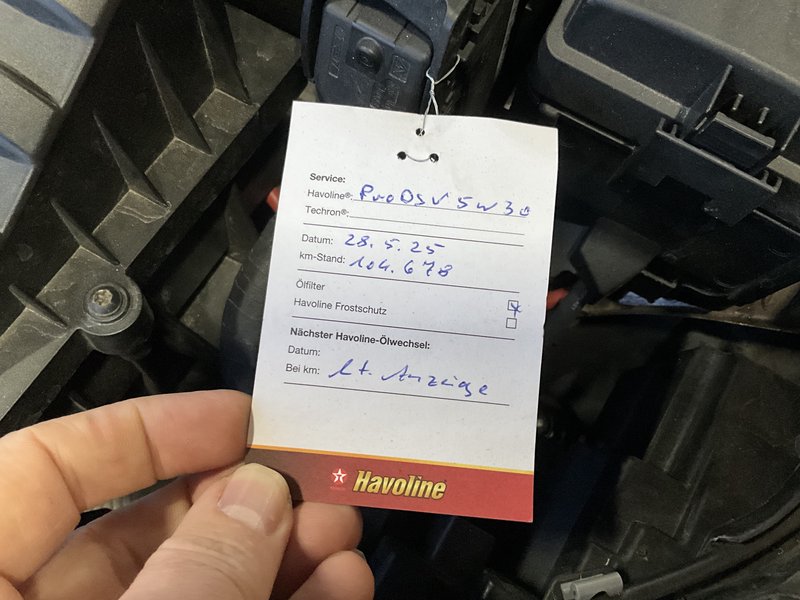 Service:
Havoline®: ProDS V 5W30
Techron®:
Datum: 28.5.25
km-Stand: 104.678
Ölfilter
Havoline Frostschutz
Nächster Havoline-Ölwechsel:
Datum:
Bei km: lt. Anzeige
Havoline